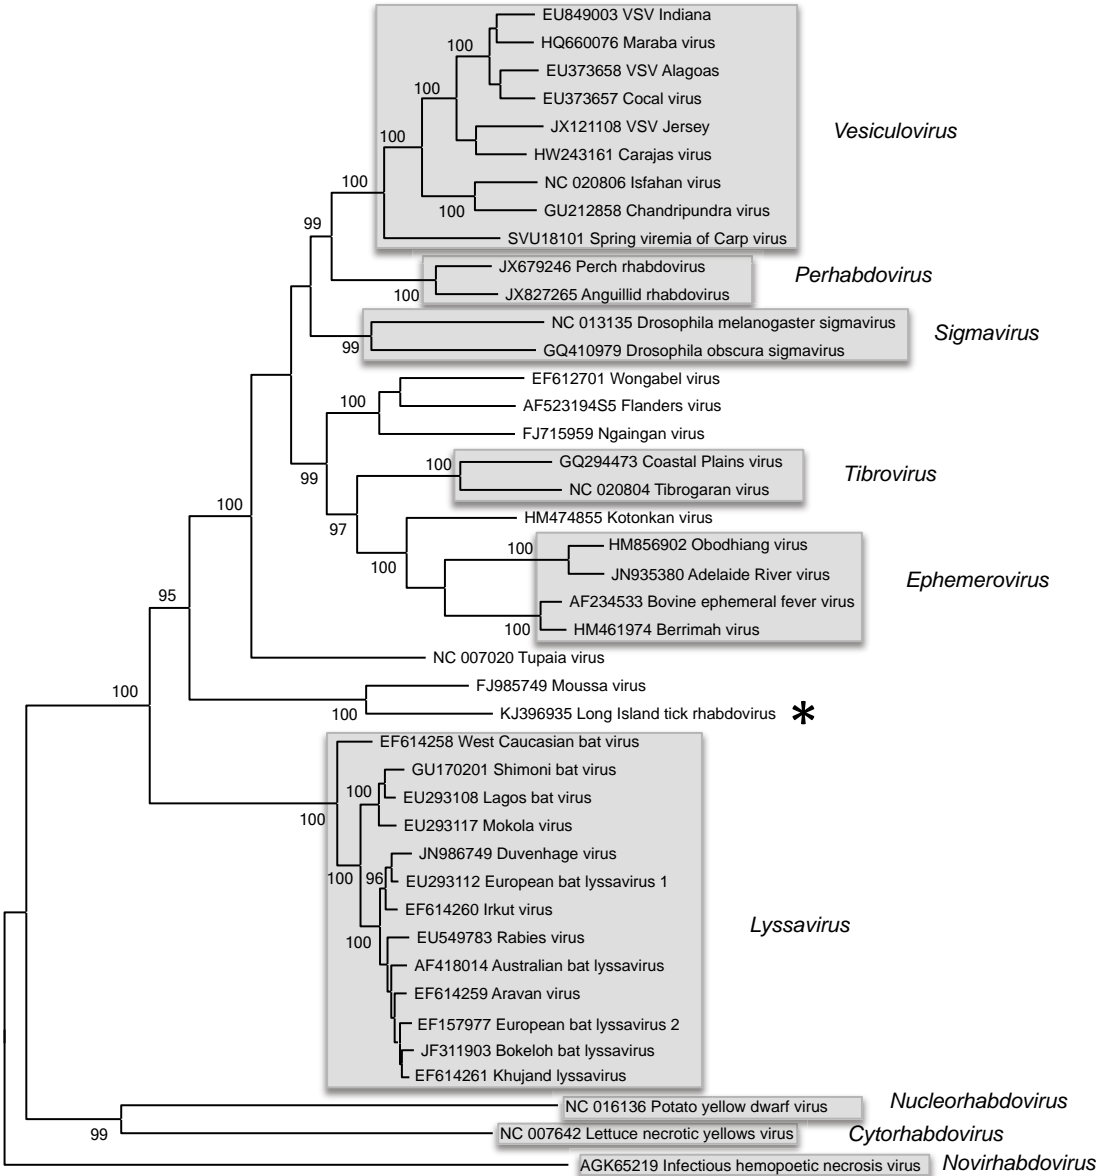 EU849003 VSV Indiana
HQ660076 Maraba virus
100
EU373658 VSV Alagoas
100
EU373657 Cocal virus
JX121108 VSV Jersey
Vesiculovirus
100
HW243161 Carajas virus
100
NC 020806 Isfahan virus
100
GU212858 Chandripundra virus
99
SVU18101 Spring viremia of Carp virus
JX679246 Perch rhabdovirus
Perhabdovirus
100
JX827265 Anguillid rhabdovirus
NC 013135 Drosophila melanogaster sigmavirus
Sigmavirus
99
GQ410979 Drosophila obscura sigmavirus
EF612701 Wongabel virus
100
AF523194S5 Flanders virus
FJ715959 Ngaingan virus
100
GQ294473 Coastal Plains virus
Tibrovirus
99
NC 020804 Tibrogaran virus
100
97
HM474855 Kotonkan virus
100
HM856902 Obodhiang virus
100
JN935380 Adelaide River virus
Ephemerovirus
95
AF234533 Bovine ephemeral fever virus
100
HM461974 Berrimah virus
NC 007020 Tupaia virus
100
FJ985749 Moussa virus
100
KJ396935 Long Island tick rhabdovirus *
EF614258 West Caucasian bat virus
GU170201 Shimoni bat virus
100
EU293108 Lagos bat virus
100
EU293117 Mokola virus
JN986749 Duvenhage virus
100
96
EU293112 European bat lyssavirus 1
EF614260 Irkut virus
Lyssavirus
100
EU549783 Rabies virus
AF418014 Australian bat lyssavirus
EF614259 Aravan virus
EF157977 European bat lyssavirus 2
JF311903 Bokeloh bat lyssavirus
EF614261 Khujand lyssavirus
NC 016136 Potato yellow dwarf virus
Nucleorhabdovirus
99
NC 007642 Lettuce necrotic yellows virus
Cytorhabdovirus
AGK65219 Infectious hemopoetic necrosis virus
Novirhabdovirus